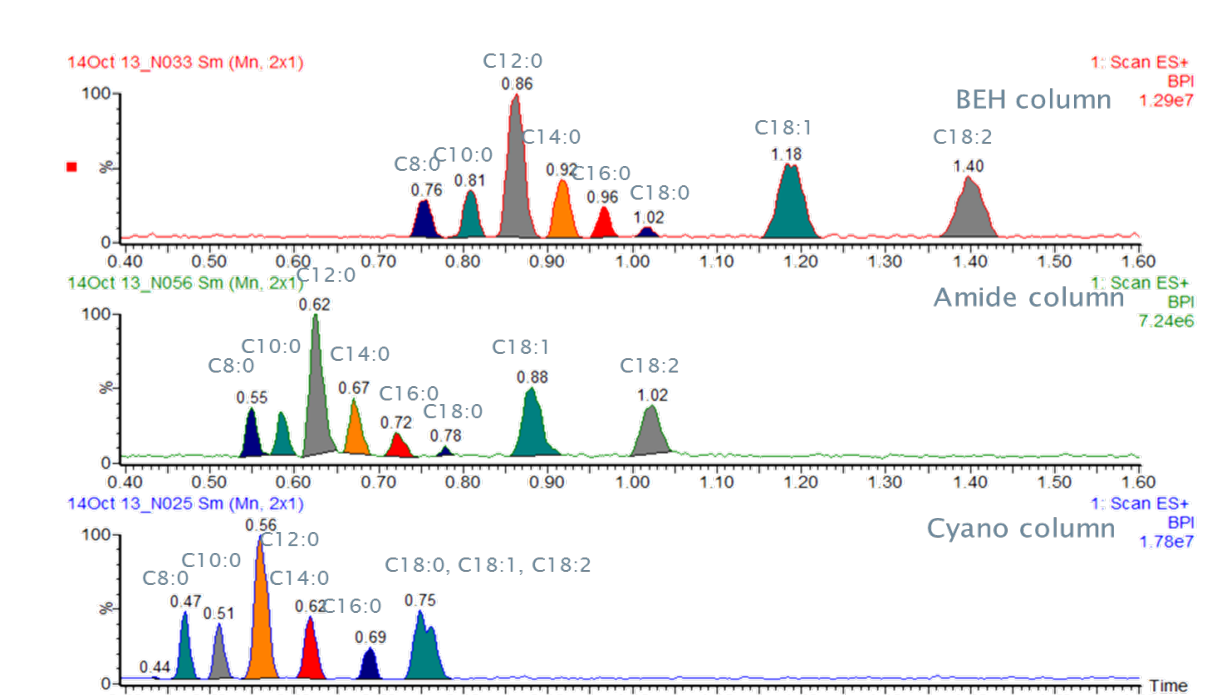 C12:0
14Oct 13_N033 Sm (Mn, 2x1)
1: Scan ES+
BPI
1.29e7
BEH column
100
%
0
C8:0
0.76
C10:0
0.81
0.86
C14:0
0.92
C16:0
0.96
C18:0
1.02
C18:1
1.18
C18:2
1.40
0.40 0.50 0.60 0.70 0.80 0.90 1.00 1.10 1.20 1.30 1.40 1.50 1.60
C12:0
14Oct 13_N056 Sm (Mn, 2x1)
1: Scan ES+
BPI
7.24e6
Amide column
100
%
0
C8:0
0.55
C10:0
0.62
C14:0
0.67
C16:0
0.72
C18:0
0.78
C18:1
0.88
C18:2
1.02
0.40 0.50 0.60 0.70 0.80 0.90 1.00 1.10 1.20 1.30 1.40 1.50 1.60
14Oct 13_N025 Sm (Mn, 2x1)
1: Scan ES+
BPI
1.78e7
Cyano column
100
%
0
0.44
C8:0
0.47
C10:0
0.51
0.56
C12:0
C14:0
0.62
C16:0
0.69
C18:0, C18:1, C18:2
0.75
Time